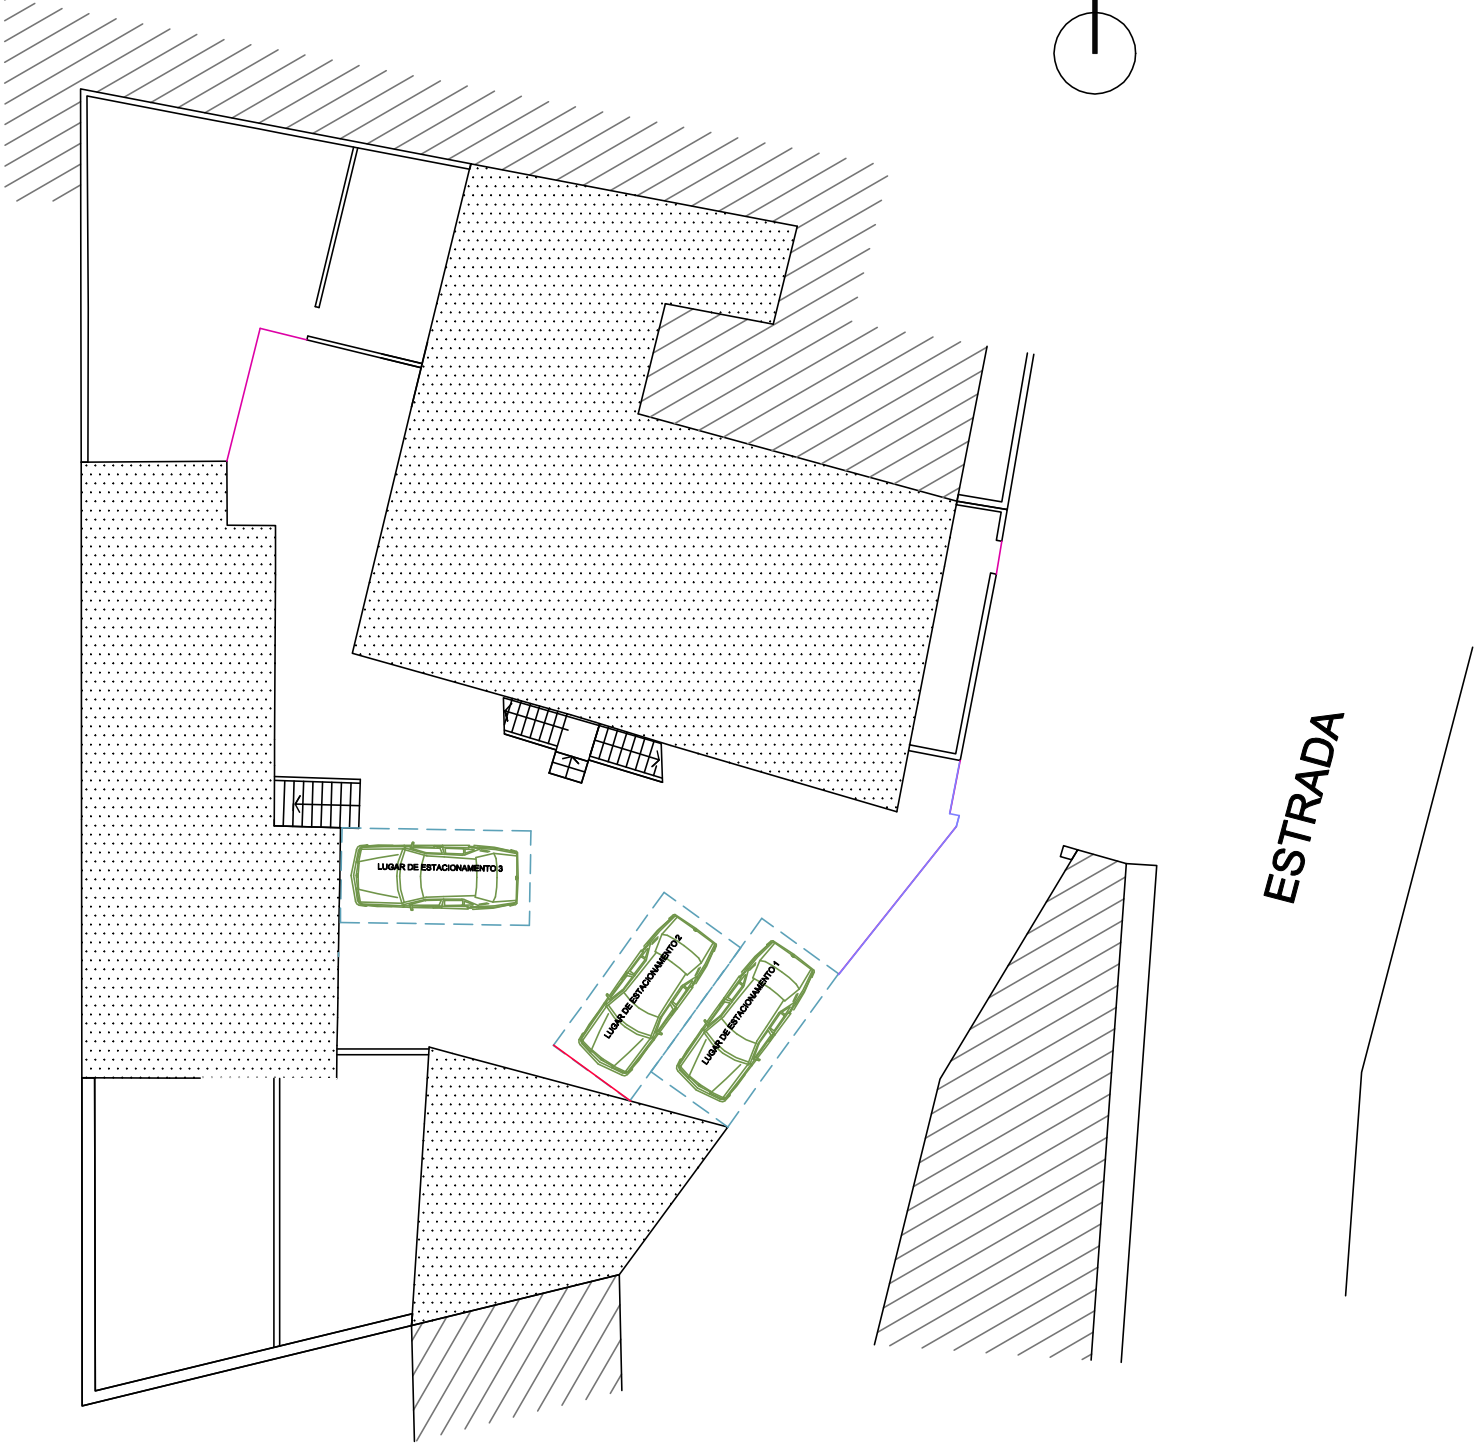 ESTRADA
LUGAR DE ESTACIONAMENTO 3
LUGAR DE ESTACIONAMENTO 2
LUGAR DE ESTACIONAMENTO 1